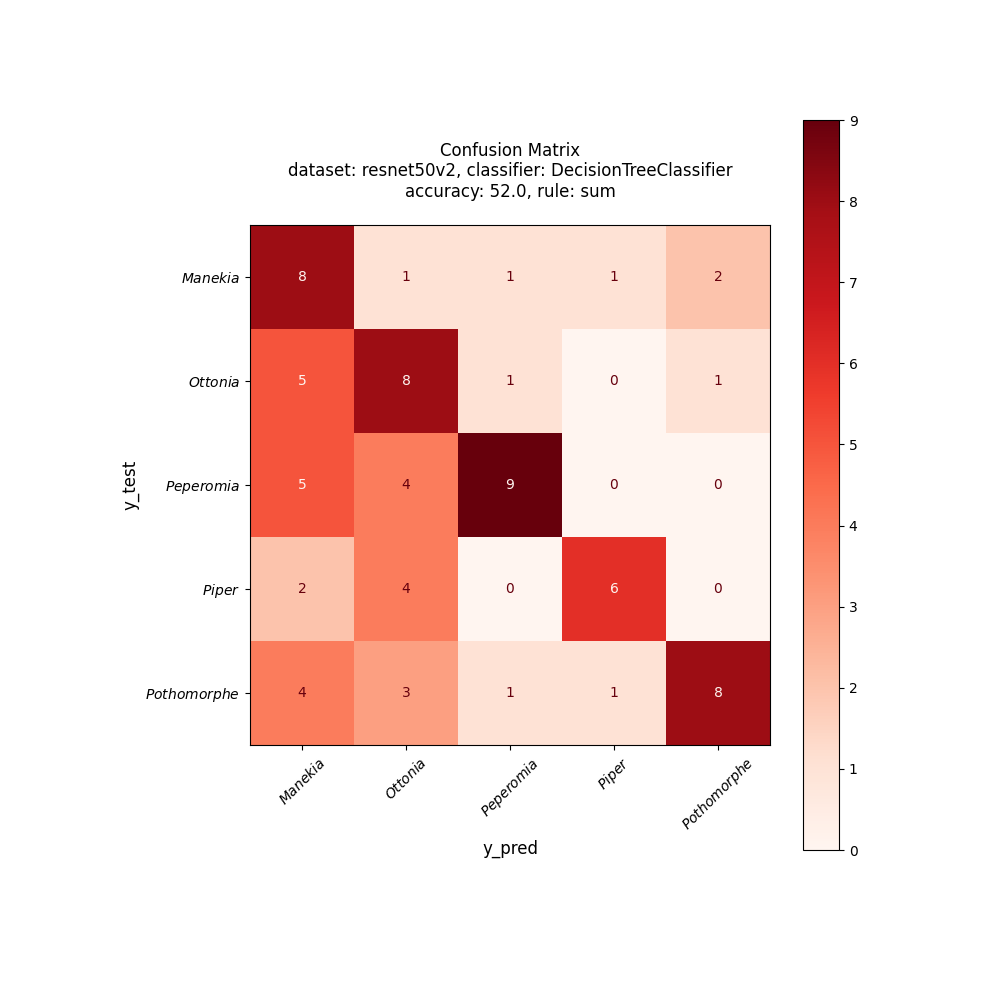 Confusion Matrix
dataset: resnet50v2, classifier: DecisionTreeClassifier
accuracy: 52.0, rule: sum
Manekia 8 1 1 1 2
Ottonia 5 8 1 0 1
Peperomia 5 4 9 0 0
Piper 2 4 0 6 0
Pothomorphe 4 3 1 1 8
Manekia Ottonia Peperomia Piper Pothomorphe
y_pred
y_test
9
8
7
6
5
4
3
2
1
0